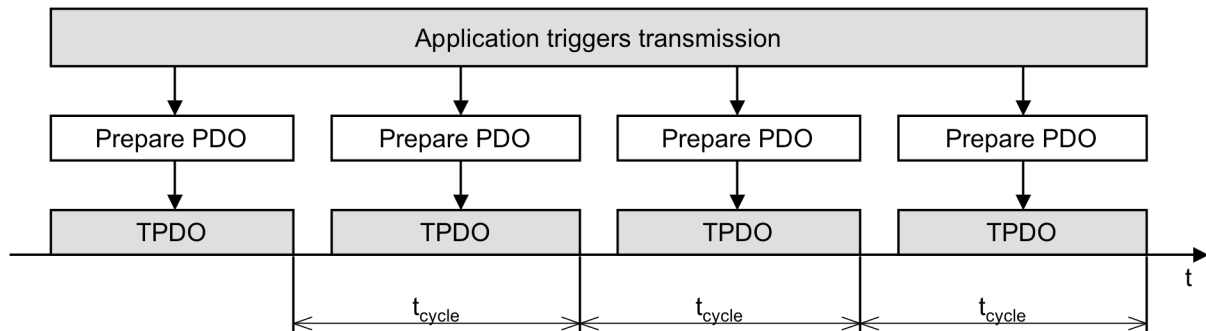 Application triggers transmission
Prepare PDO Prepare PDO Prepare PDO Prepare PDO
TPDO TPDO TPDO TPDO
t
tcycle tcycle tcycle